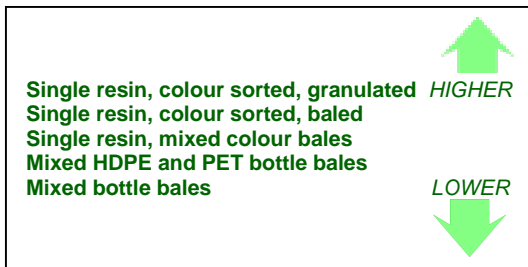 Single resin, colour sorted, granulated HIGHER
Single resin, colour sorted, baled
Single resin, mixed colour bales
Mixed HDPE and PET bottle bales
Mixed bottle bales LOWER